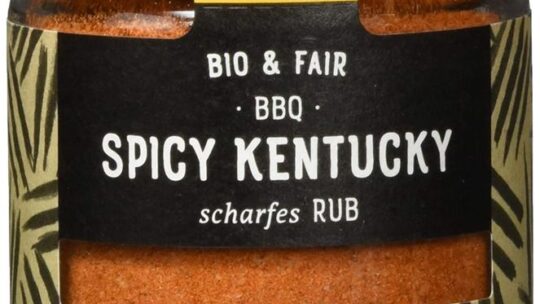 BIO & FAIR
· BBQ ·
SPICY KENTUCKY
scharfes RUB